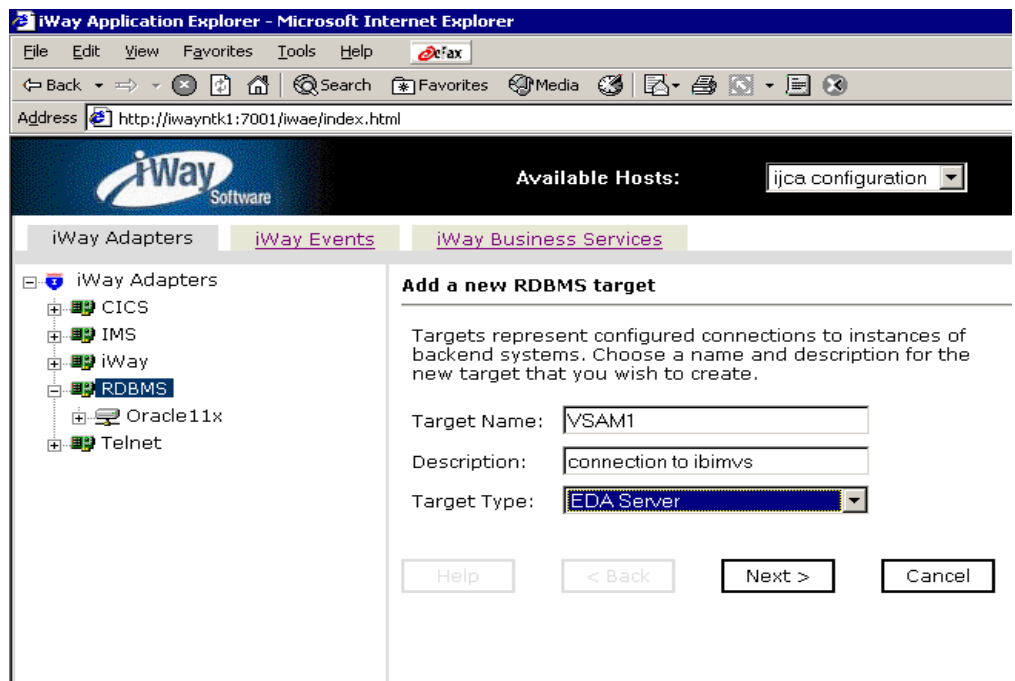 iWay Application Explorer - Microsoft Internet Explorer
File Edit View Favorites Tools Help eFax
Back Search Favorites Media
Address http://iwayntk1:7001/iwae/index.html
iWay Software
Available Hosts: ijca configuration
iWay Adapters iWay Events iWay Business Services
iWay Adapters
CICS
IMS
iWay
RDBMS
Oracle11x
Telnet
Add a new RDBMS target
Targets represent configured connections to instances of
backend systems. Choose a name and description for the
new target that you wish to create.
Target Name: VSAM1
Description: connection to ibimvs
Target Type: EDA Server
Help < Back Next > Cancel